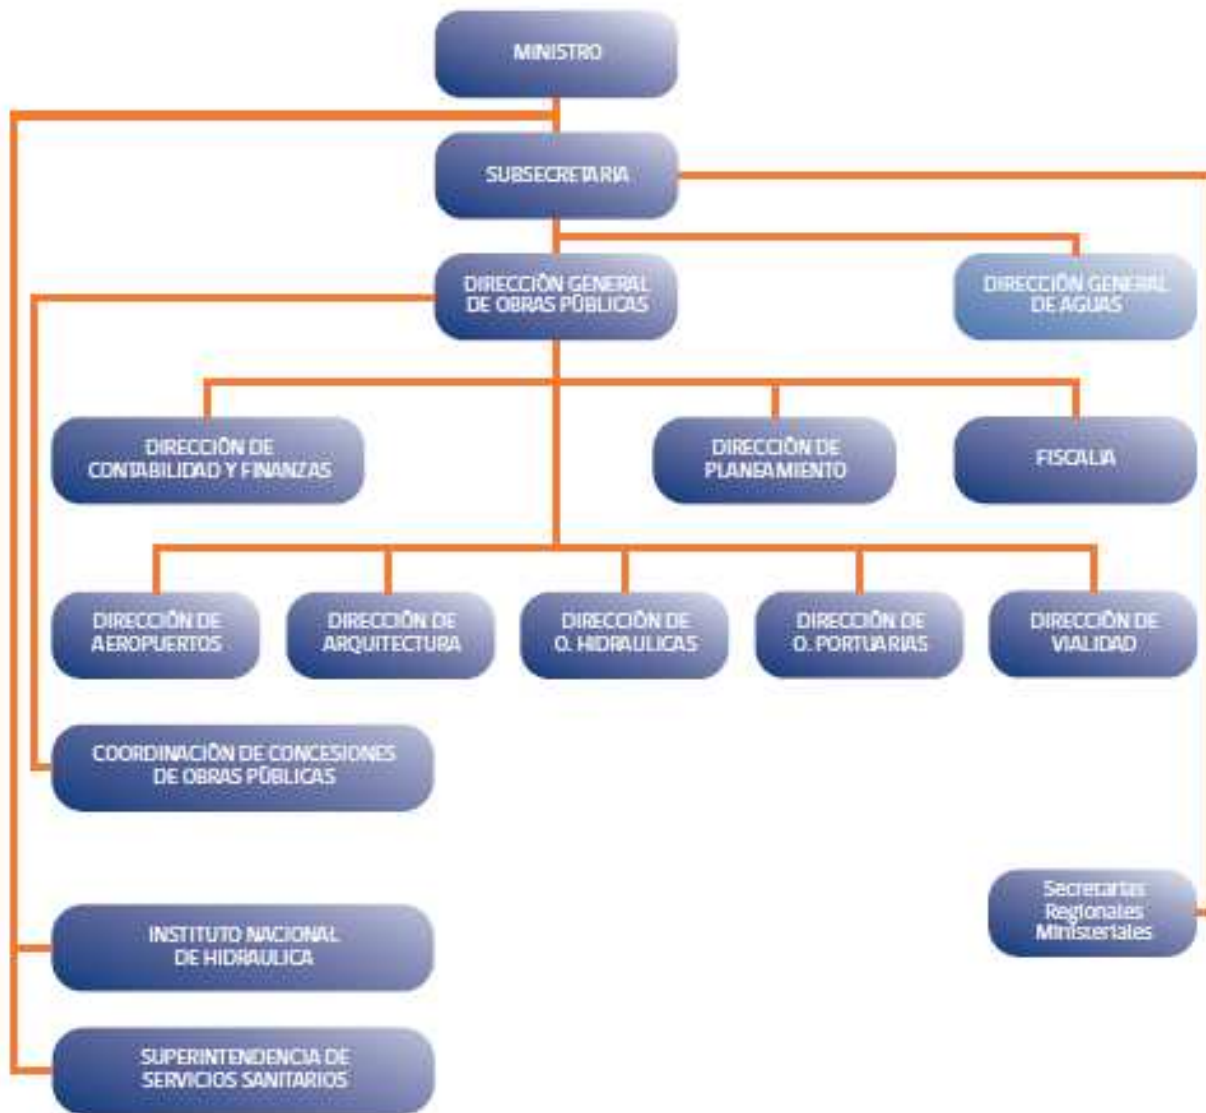 MINISTRO
SUBSECRETARIA
DIRECCIÓN GENERAL
DE OBRAS PÚBLICAS
DIRECCIÓN GENERAL
DE AGUAS
DIRECCIÓN DE
CONTABILIDAD Y FINANZAS
DIRECCIÓN DE
PLANEAMIENTO
FISCALIA
DIRECCIÓN DE
AEROPUERTOS
DIRECCIÓN DE
ARQUITECTURA
DIRECCIÓN DE
O. HIDRAULICAS
DIRECCIÓN DE
O. PORTUARIAS
DIRECCIÓN DE
VIALIDAD
COORDINACIÓN DE CONCESIONES
DE OBRAS PÚBLICAS
Secretarias
Regionales
Ministeriales
INSTITUTO NACIONAL
DE HIDRAULICA
SUPERINTENDENCIA DE
SERVICIOS SANITARIOS